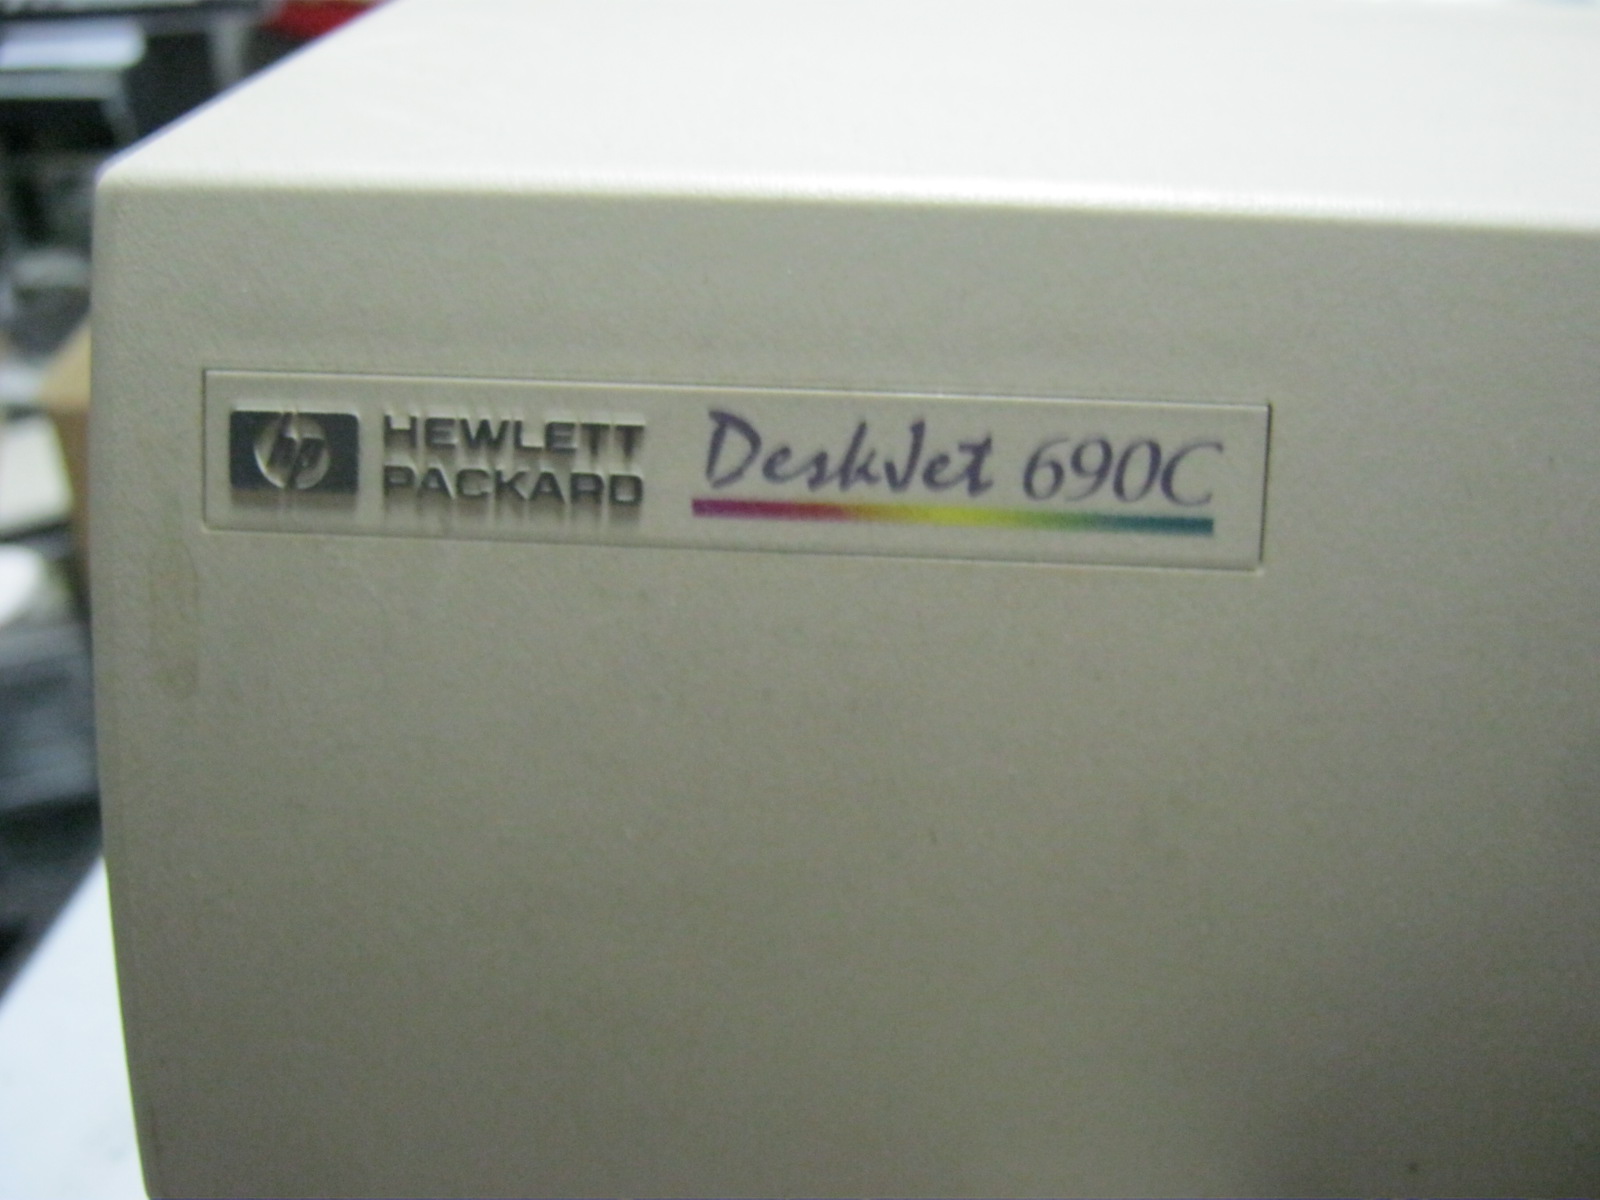 hp HEWLETT
PACKARD
DeskJet 690C